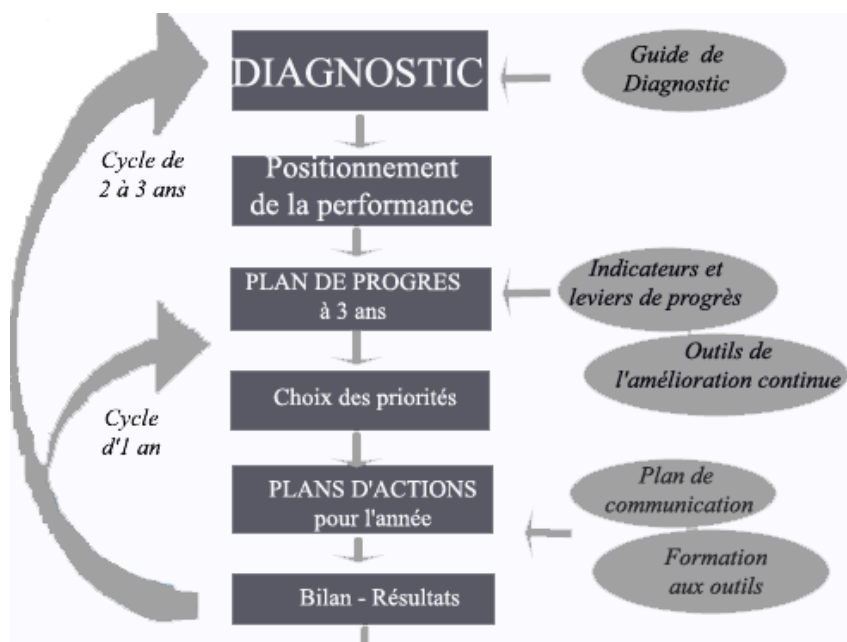 DIAGNOSTIC
Guide de
Diagnostic
Cycle de
2 à 3 ans
Positionnement
de la performance
PLAN DE PROGRES
à 3 ans
Indicateurs et
leviers de progrès
Outils de
l'amélioration continue
Choix des priorités
Cycle
d'1 an
PLANS D'ACTIONS
pour l'année
Plan de
communication
Formation
aux outils
Bilan - Résultats